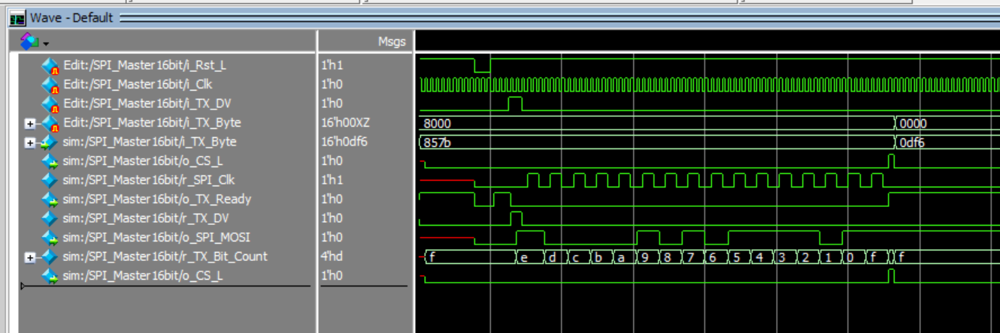 Wave - Default
Msgs
Edit:/SPI_Master16bit/i_Rst_L 1'h1
Edit:/SPI_Master16bit/i_Clk 1'h0
Edit:/SPI_Master16bit/i_TX_DV 1'h0
Edit:/SPI_Master16bit/i_TX_Byte 16'h00XZ 8000 0000
sim:/SPI_Master16bit/i_TX_Byte 16'h0df6 857b 0df6
sim:/SPI_Master16bit/o_CS_L 1'h0
sim:/SPI_Master16bit/r_SPI_Clk 1'h1
sim:/SPI_Master16bit/o_TX_Ready 1'h0
sim:/SPI_Master16bit/r_TX_DV 1'h0
sim:/SPI_Master16bit/o_SPI_MOSI 1'h0
sim:/SPI_Master16bit/r_TX_Bit_Count 4'hd f e d c b a 9 8 7 6 5 4 3 2 1 0 f f
sim:/SPI_Master16bit/o_CS_L 1'h0